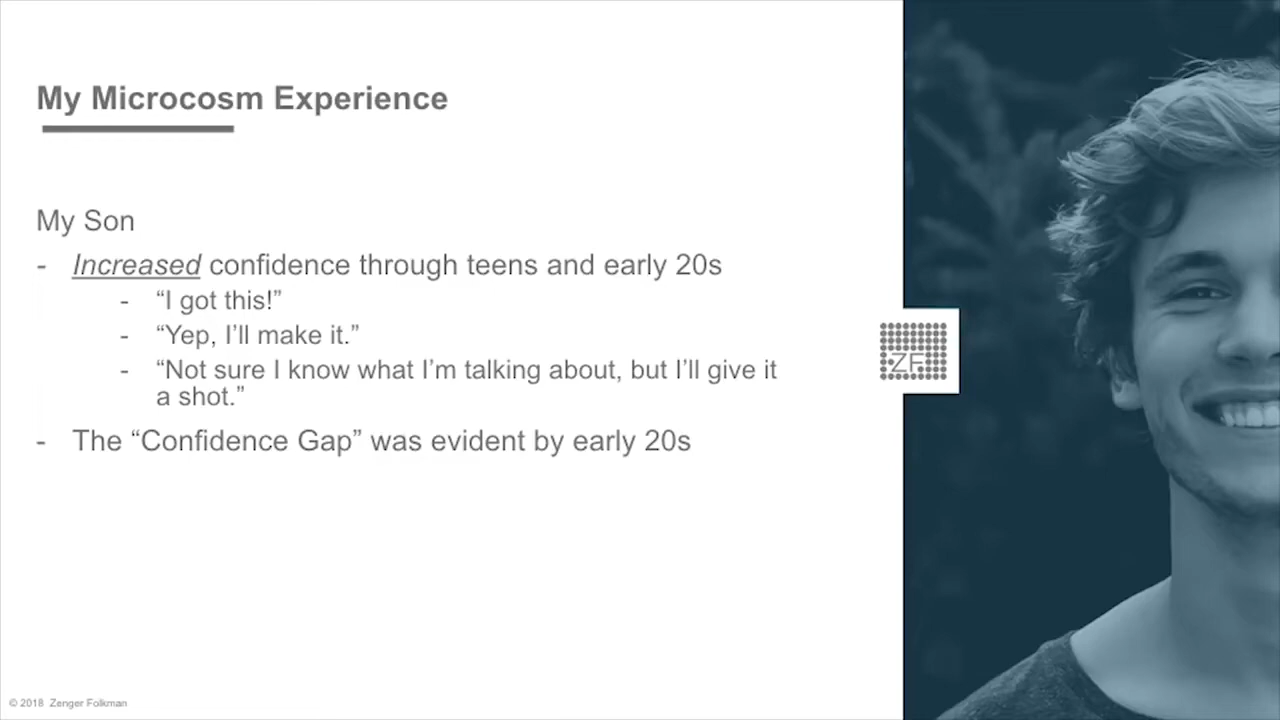 My Microcosm Experience
My Son
- Increased confidence through teens and early 20s
- “I got this!”
- “Yep, I’ll make it.”
- “Not sure I know what I’m talking about, but I’ll give it
a shot.”
- The “Confidence Gap” was evident by early 20s
ZF
© 2018 Zenger Folkman